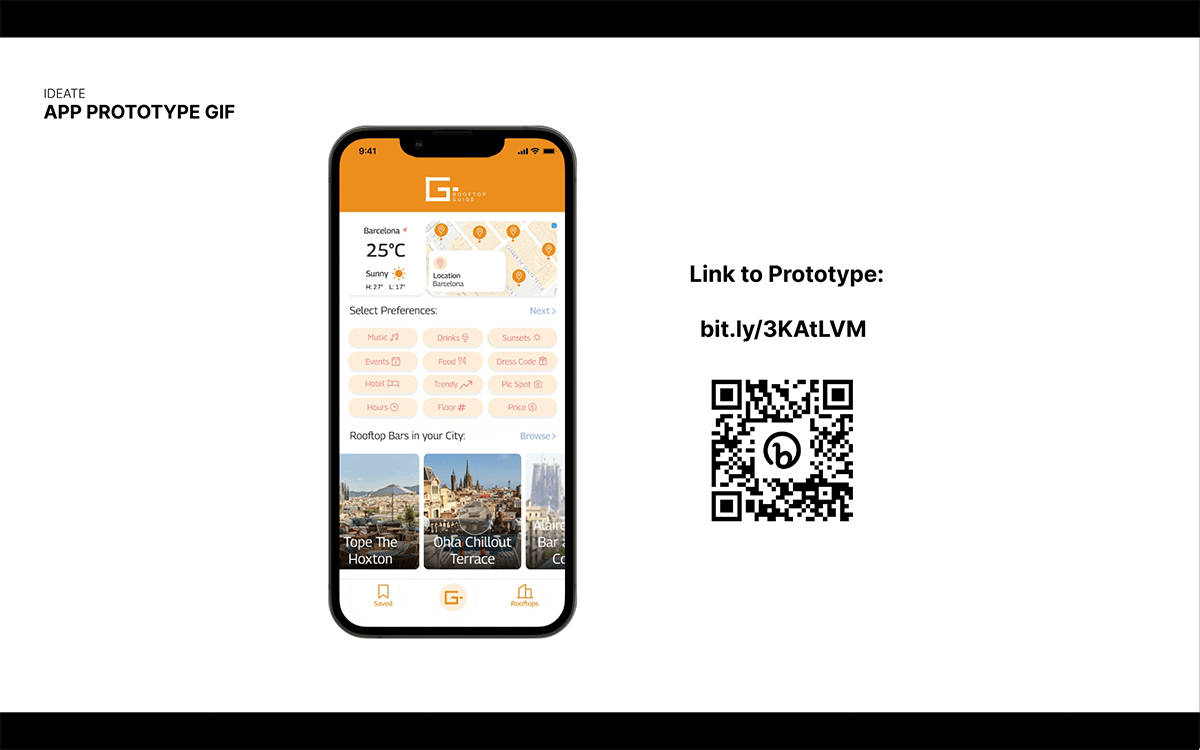 IDEATE
APP PROTOTYPE GIF
9:41
G
ROOFTOP
GUIDE
Barcelona
25°C
Sunny
H: 27° L: 17°
Location
Barcelona
Select Preferences:
Next >
Music
Drinks
Sunsets
Events
Food
Dress Code
Hotel
Trendy
Pic Spot
Hours
Floor #
Price
Rooftop Bars in your City:
Browse >
Tope The
Hoxton
Ohla Chillout
Terrace
Bar
Saved
G
Rooftops
Link to Prototype:
bit.ly/3KAtLVM
b